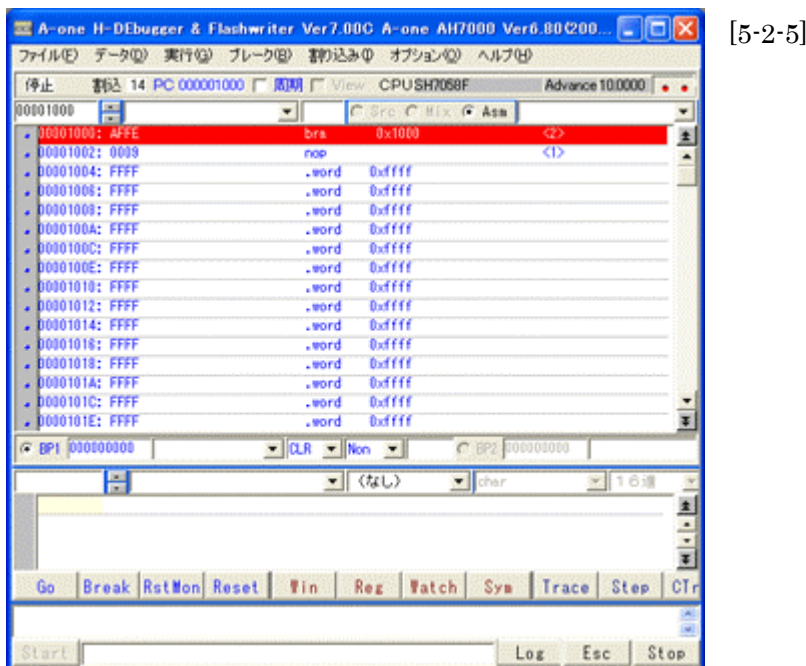 A-one H-DEbugger & Flashwriter Ver7.00C A-one AH7000 Ver6.80(200...
[5-2-5]
ファイル(F) データ(D) 実行(G) ブレーク(B) 割り込み(I) オプション(O) ヘルプ(H)
停止 割込 14 PC 000001000 周期 View CPU SH7058F Advance 10.0000
00001000 Src Mix Asm
00001000: AFFE bra 0x1000 <2>
00001002: 0009 nop <1>
00001004: FFFF .word 0xffff
00001006: FFFF .word 0xffff
00001008: FFFF .word 0xffff
0000100A: FFFF .word 0xffff
0000100C: FFFF .word 0xffff
0000100E: FFFF .word 0xffff
00001010: FFFF .word 0xffff
00001012: FFFF .word 0xffff
00001014: FFFF .word 0xffff
00001016: FFFF .word 0xffff
00001018: FFFF .word 0xffff
0000101A: FFFF .word 0xffff
0000101C: FFFF .word 0xffff
0000101E: FFFF .word 0xffff
BP1 000000000 CLR Non BP2 000000000
(なし) char 16進
Go Break RstMon Reset Win Reg Watch Sym Trace Step CTr
Start Log Esc Stop